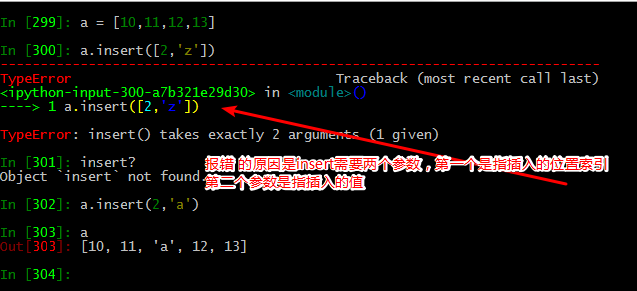 In [299]: a = [10,11,12,13]
In [300]: a.insert([2,'z'])
---------------------------------------------------------------------------
TypeError                                 Traceback (most recent call last)
<ipython-input-300-a7b321e29d30> in <module>()
----> 1 a.insert([2,'z'])
TypeError: insert() takes exactly 2 arguments (1 given)
In [301]: insert?
Object `insert` not found.
报错 的原因是insert需要两个参数，第一个是指插入的位置索引
第二个参数是指插入的值
In [302]: a.insert(2,'a')
In [303]: a
Out[303]: [10, 11, 'a', 12, 13]
In [304]: